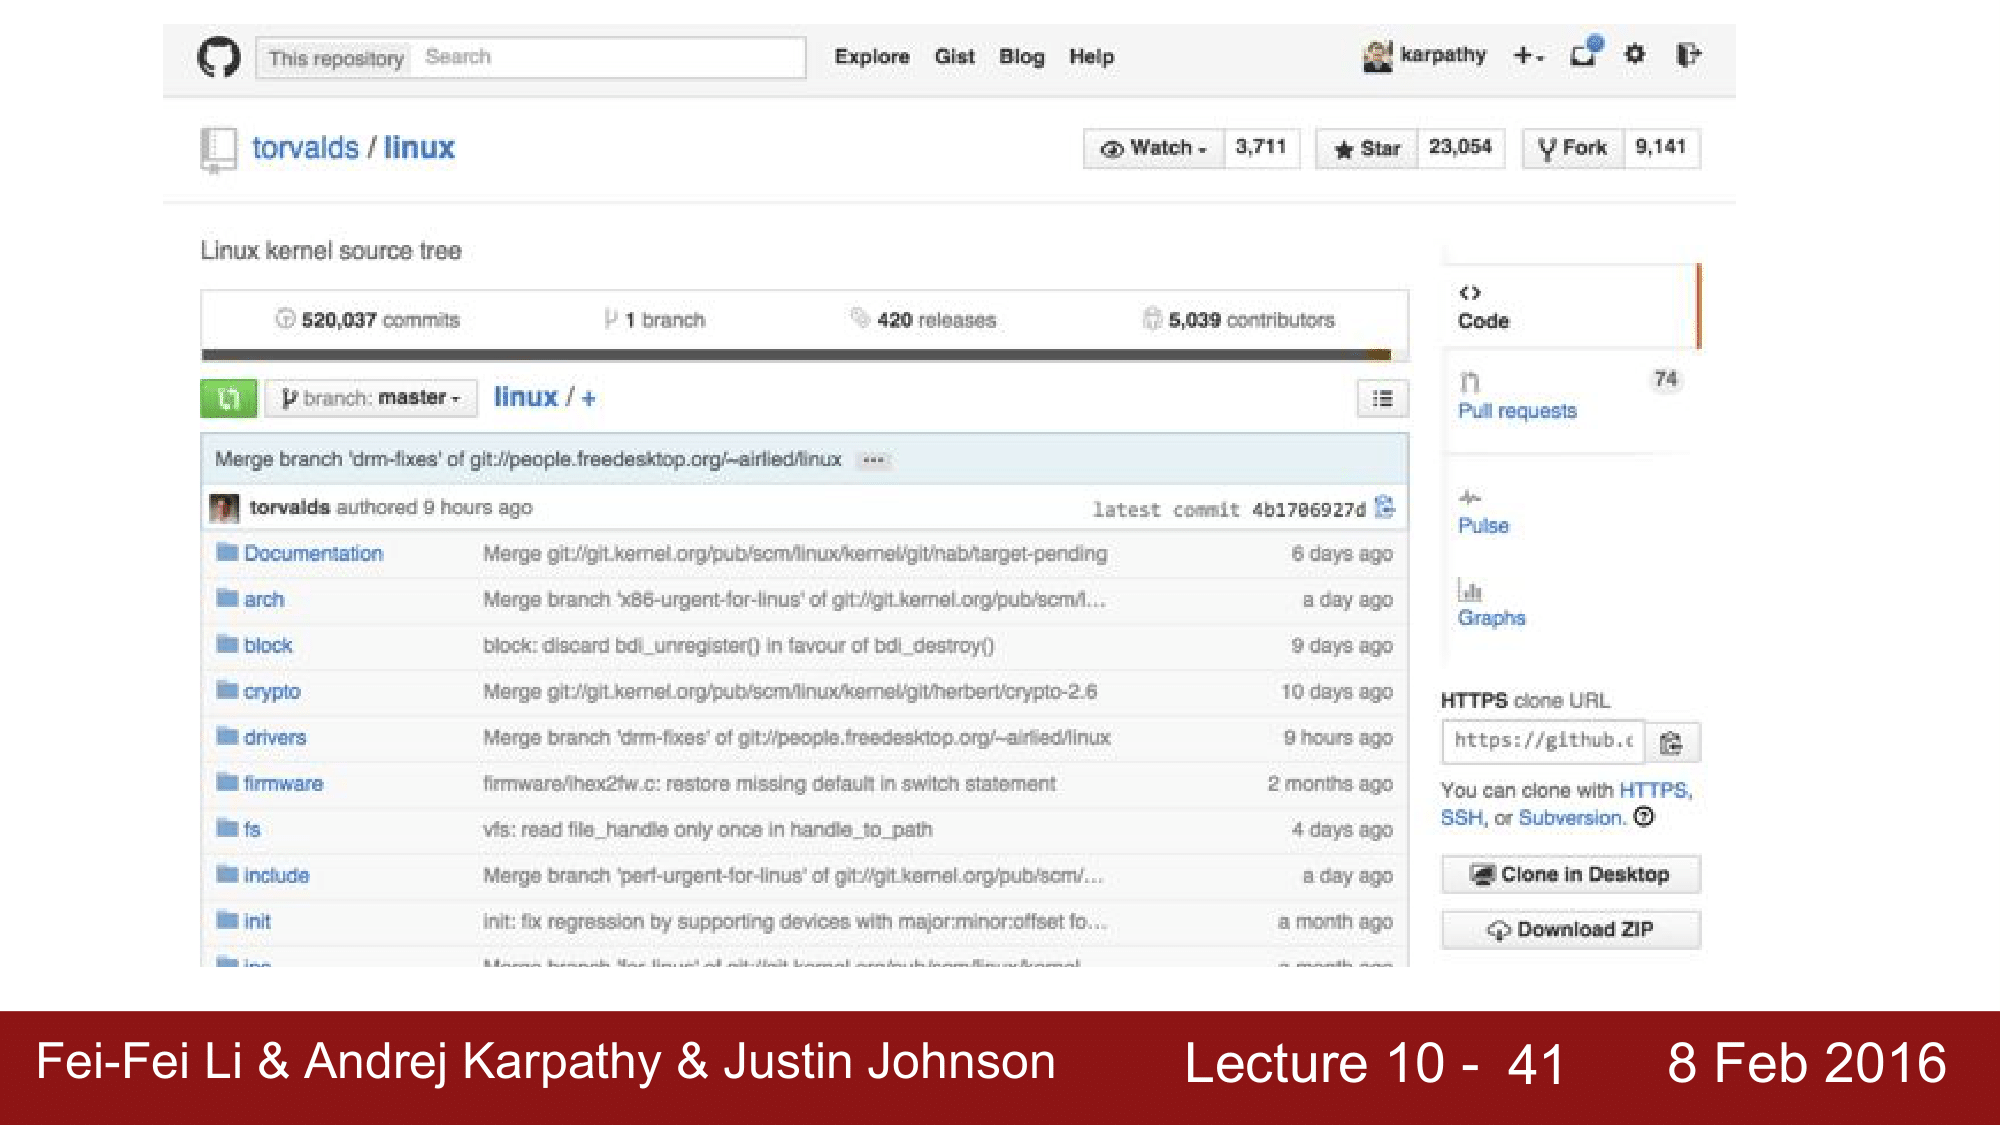 This repository Search Explore Gist Blog Help karpathy
torvalds / linux Watch 3,711 Star 23,054 Fork 9,141
Linux kernel source tree
520,037 commits 1 branch 420 releases 5,039 contributors
branch: master linux / +
Merge branch 'drm-fixes' of git://people.freedesktop.org/~airlied/linux ...
torvalds authored 9 hours ago latest commit 4b1706927d
Documentation Merge git://git.kernel.org/pub/scm/linux/kernel/git/nab/target-pending 6 days ago
arch Merge branch 'x86-urgent-for-linus' of git://git.kernel.org/pub/scm/l... a day ago
block block: discard bdi_unregister() in favour of bdi_destroy() 9 days ago
crypto Merge git://git.kernel.org/pub/scm/linux/kernel/git/herbert/crypto-2.6 10 days ago
drivers Merge branch 'drm-fixes' of git://people.freedesktop.org/~airlied/linux 9 hours ago
firmware firmware/ihex2fw.c: restore missing default in switch statement 2 months ago
fs vfs: read file_handle only once in handle_to_path 4 days ago
include Merge branch 'perf-urgent-for-linus' of git://git.kernel.org/pub/scm/... a day ago
init init: fix regression by supporting devices with major:minor:offset fo... a month ago
Code
74
Pull requests
Pulse
Graphs
HTTPS clone URL
https://github.c
You can clone with HTTPS,
SSH, or Subversion.
Clone in Desktop
Download ZIP
Fei-Fei Li & Andrej Karpathy & Justin Johnson Lecture 10 - 41 8 Feb 2016